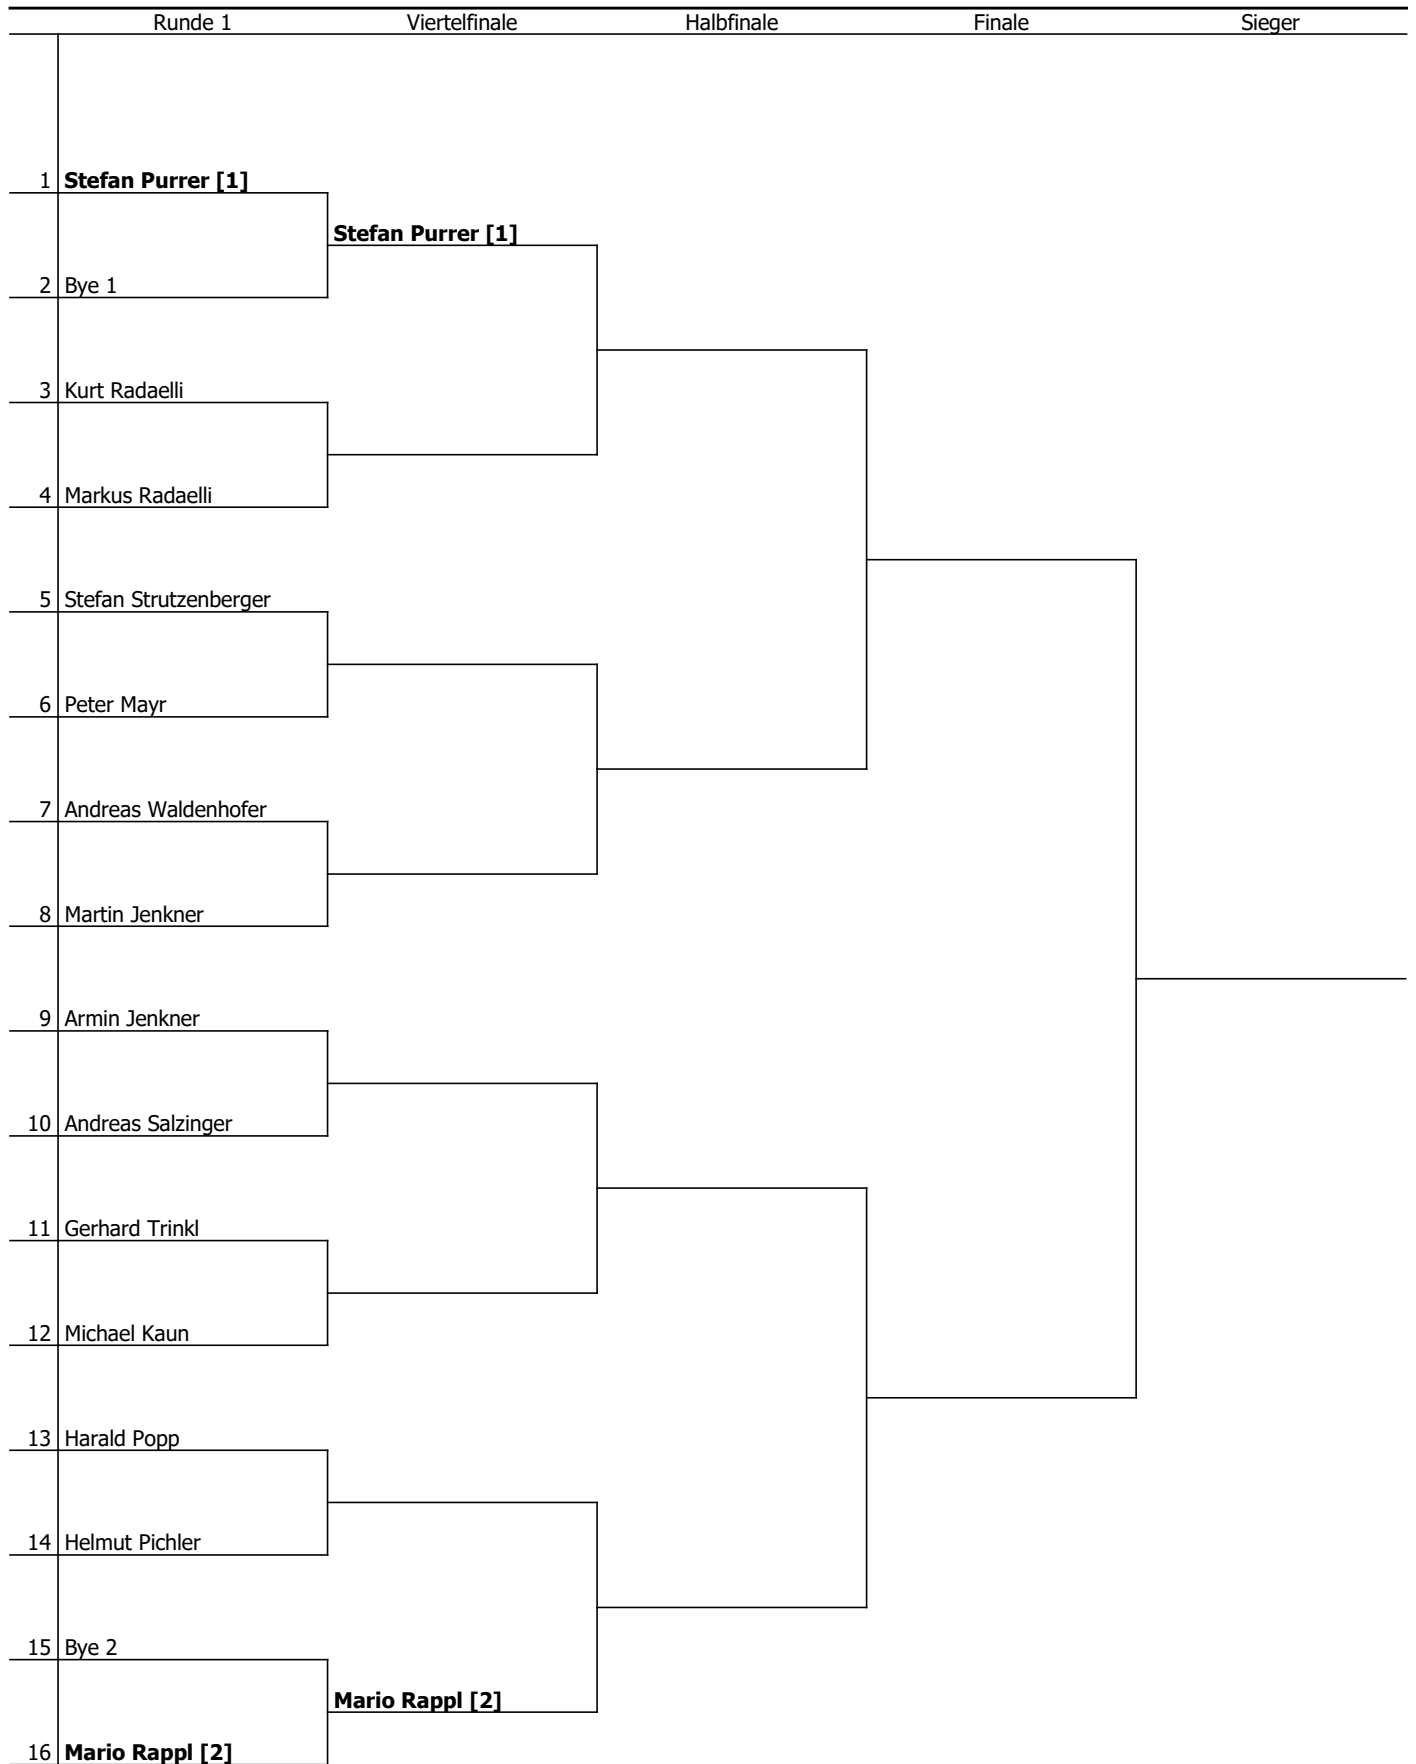 Runde 1 Viertelfinale Halbfinale Finale Sieger
1 Stefan Purrer [1]
Stefan Purrer [1]
2 Bye 1
3 Kurt Radaelli
4 Markus Radaelli
5 Stefan Strutzenberger
6 Peter Mayr
7 Andreas Waldenhofer
8 Martin Jenkner
9 Armin Jenkner
10 Andreas Salzinger
11 Gerhard Trinkl
12 Michael Kaun
13 Harald Popp
14 Helmut Pichler
15 Bye 2
Mario Rappl [2]
16 Mario Rappl [2]